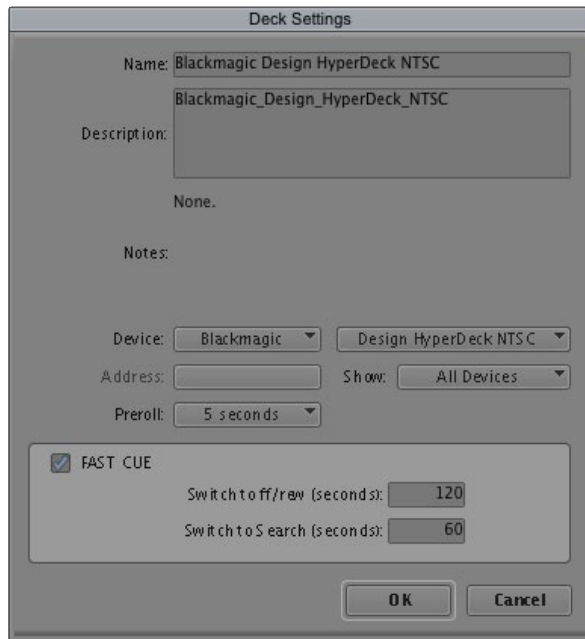 Deck Settings
Name: Blackmagic Design HyperDeck NTSC
Description: Blackmagic_Design_HyperDeck_NTSC
None.
Notes:
Device: Blackmagic Design HyperDeck NTSC
Address: Show: All Devices
Preroll: 5 seconds
FAST CUE
Switch to ff/rew (seconds): 120
Switch to Search (seconds): 60
OK Cancel